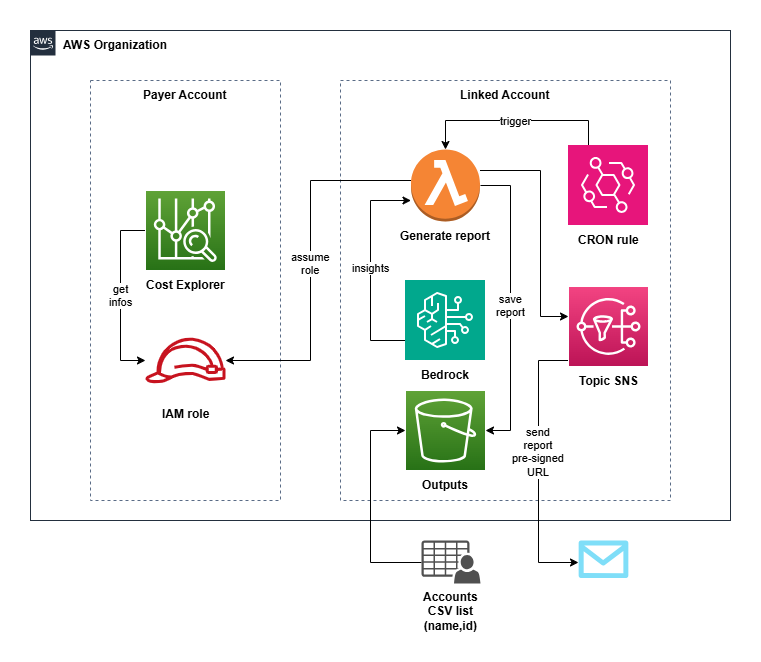 aws
AWS Organization
Payer Account
Linked Account
trigger
Generate report
CRON rule
assume
role
insights
Cost Explorer
get
infos
save
report
Bedrock
Topic SNS
IAM role
send
report
pre-signed
URL
Outputs
Accounts
CSV list
(name,id)